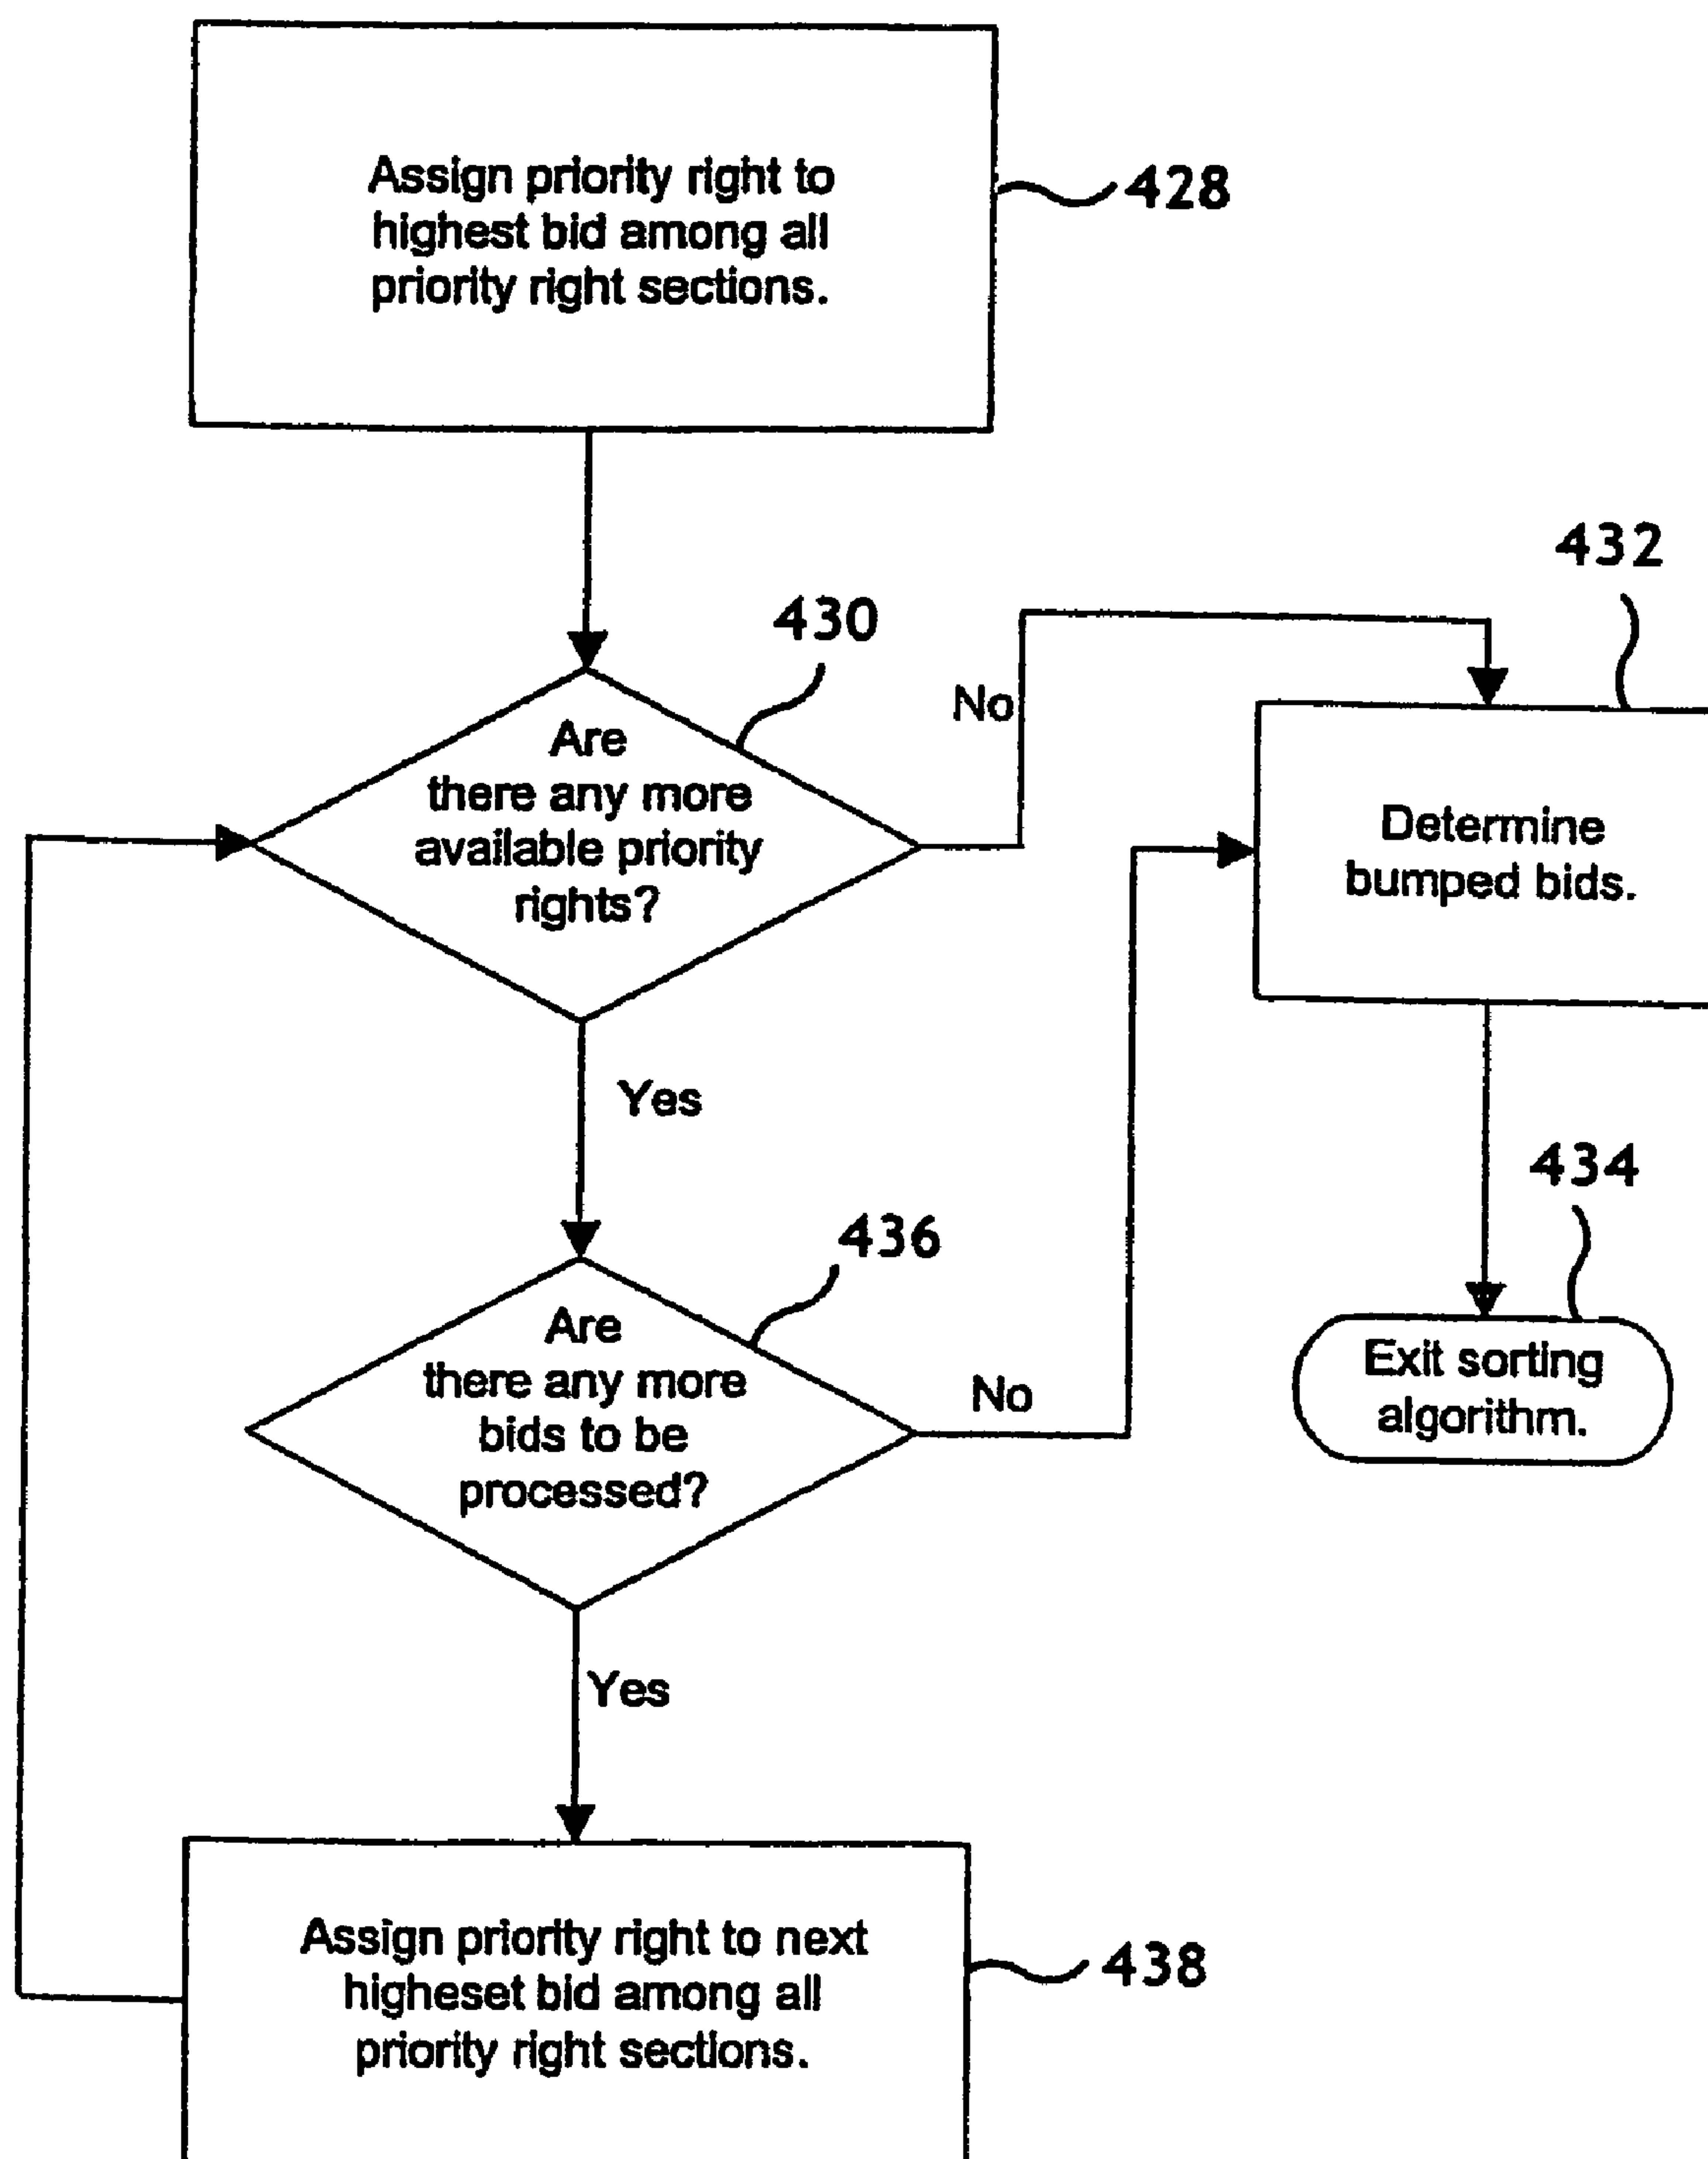 Assign priority right to
highest bid among all
priority right sections.
428
432
430
No
Are
there any more
available priority
rights?
Determine
bumped bids.
Yes
434
436
Are
there any more
bids to be
processed?
No
Exit sorting
algorithm.
Yes
Assign priority right to next
higheset bid among all
priority right sections.
438